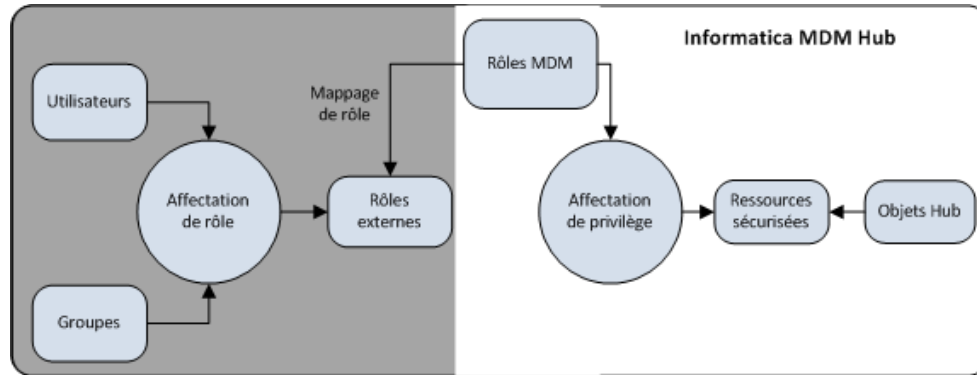 Informatica MDM Hub
Rôles MDM
Utilisateurs
Mappage
de rôle
Affectation
de rôle
Rôles
externes
Affectation
de privilège
Ressources
sécurisées
Objets Hub
Groupes